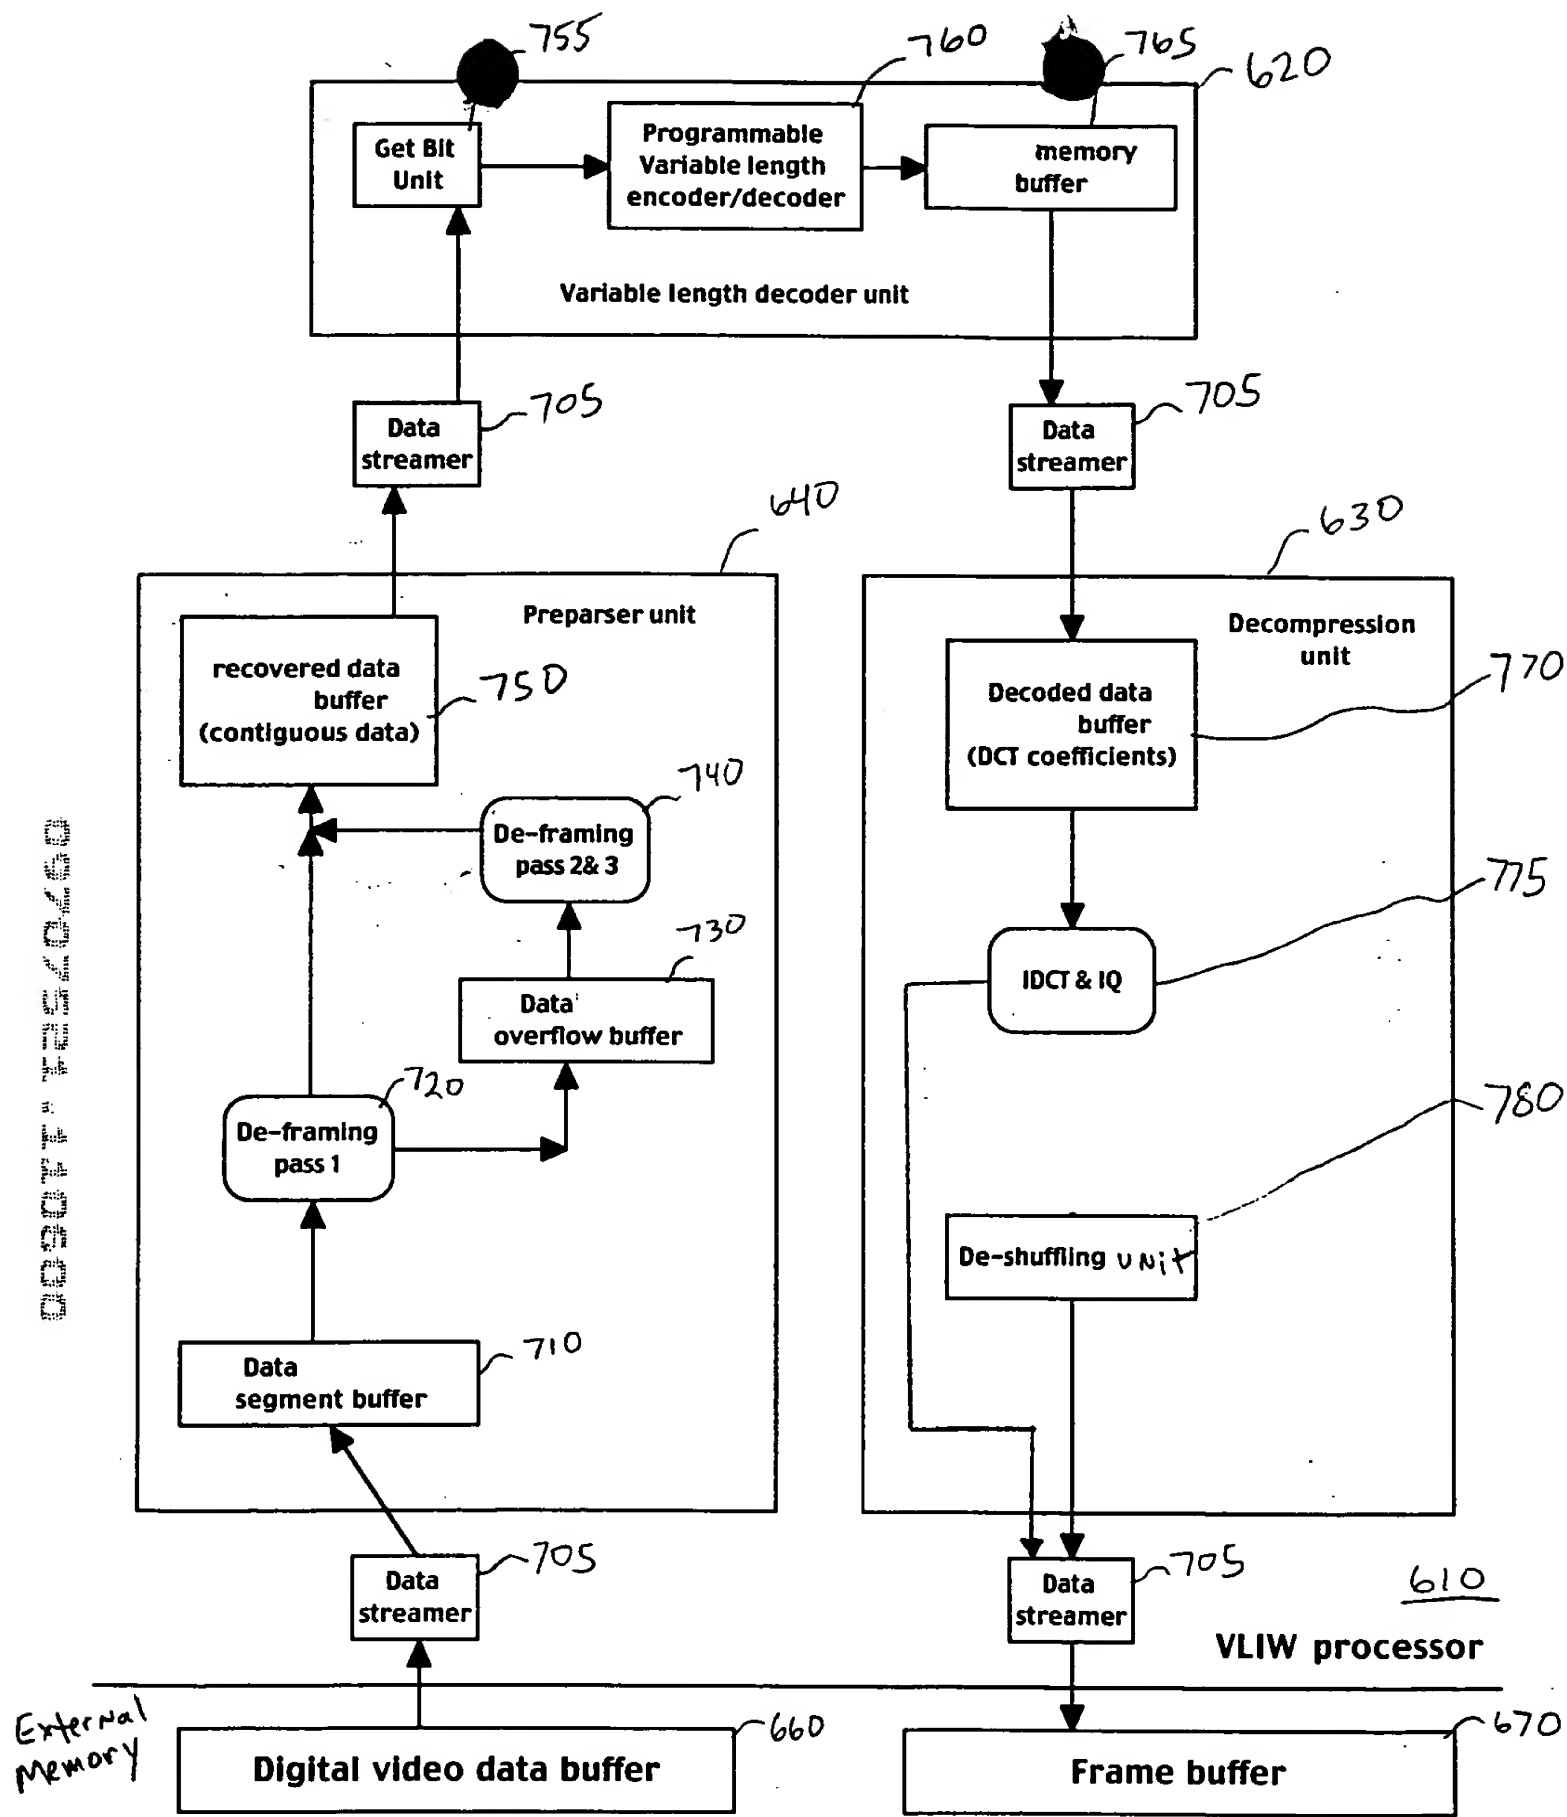 755
760
765
620
Get Bit
Unit
Programmable
Variable length
encoder/decoder
memory
buffer
Variable length decoder unit
Data
streamer
705
Data
streamer
705
640
630
Preparser unit
recovered data
buffer
(contiguous data)
750
De-framing
pass 2& 3
740
730
Data
overflow buffer
De-framing
pass 1
720
Data
segment buffer
710
Decompression
unit
Decoded data
buffer
(DCT coefficients)
770
IDCT & IQ
775
De-shuffling UNiT
780
Data
streamer
705
Data
streamer
705
610
VLIW processor
External
Memory
Digital video data buffer
660
Frame buffer
670